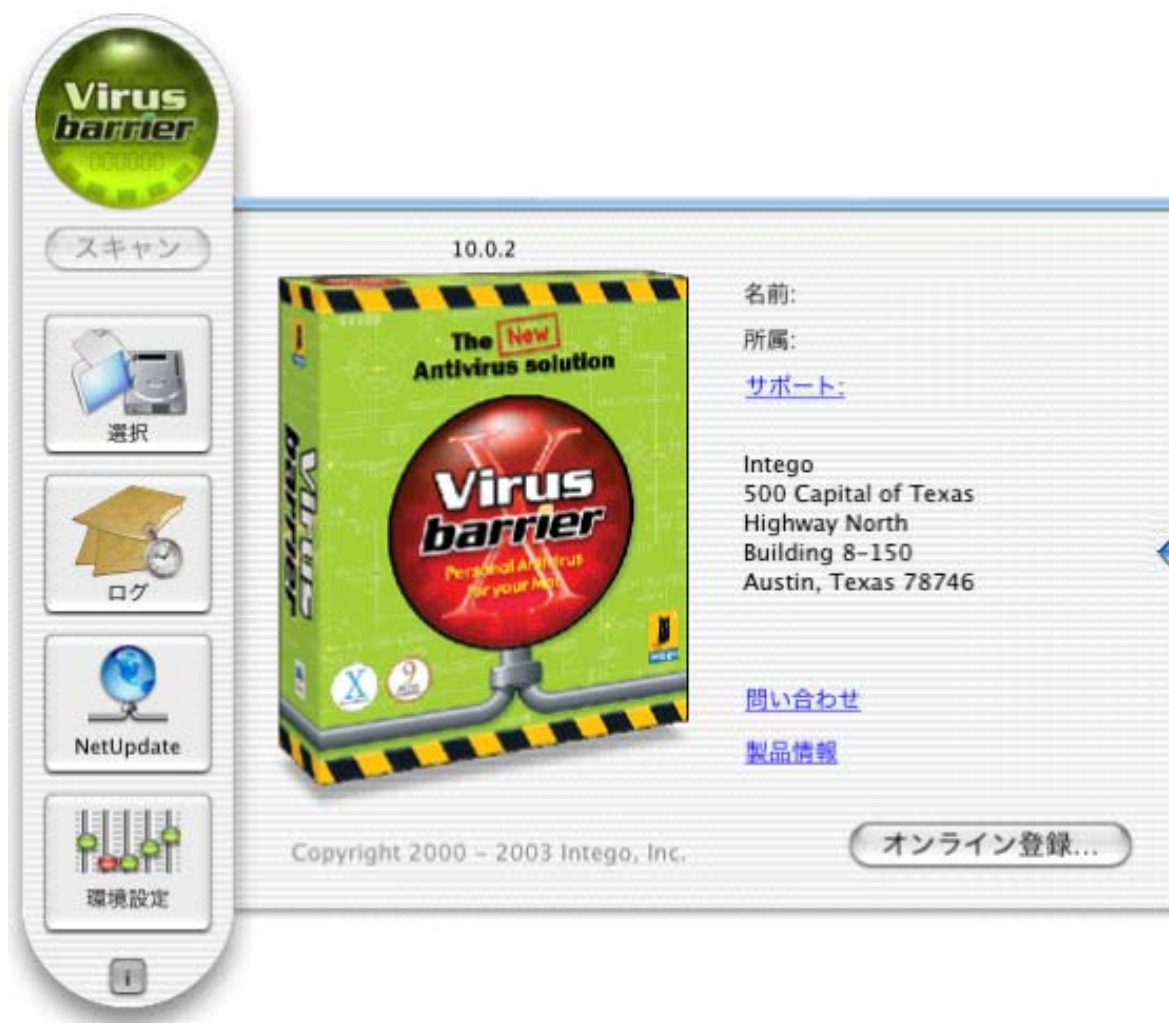 Virus
barrier
スキャン
選択
ログ
NetUpdate
環境設定
i
10.0.2
The New
Antivirus solution
Virus
barrier
Virus
barrier
Personal Antivirus
for your Mac
X
9
名前:
所属:
サポート:
Intego
500 Capital of Texas
Highway North
Building 8-150
Austin, Texas 78746
問い合わせ
製品情報
Copyright 2000 – 2003 Intego, Inc.
オンライン登録...